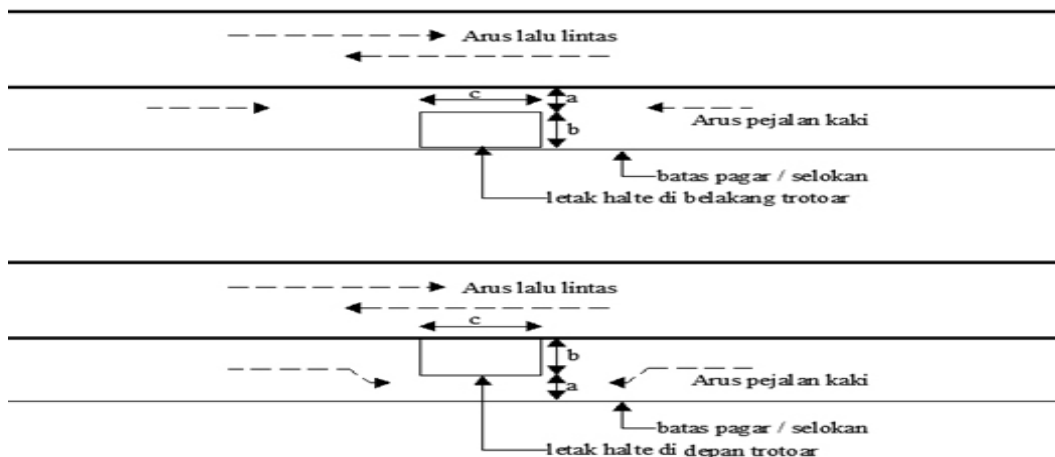 Arus lalu lintas
c
a
b
Arus pejalan kaki
batas pagar / selokan
letak halte di belakang trotoar
Arus lalu lintas
c
b
a
Arus pejalan kaki
batas pagar / selokan
letak halte di depan trotoar